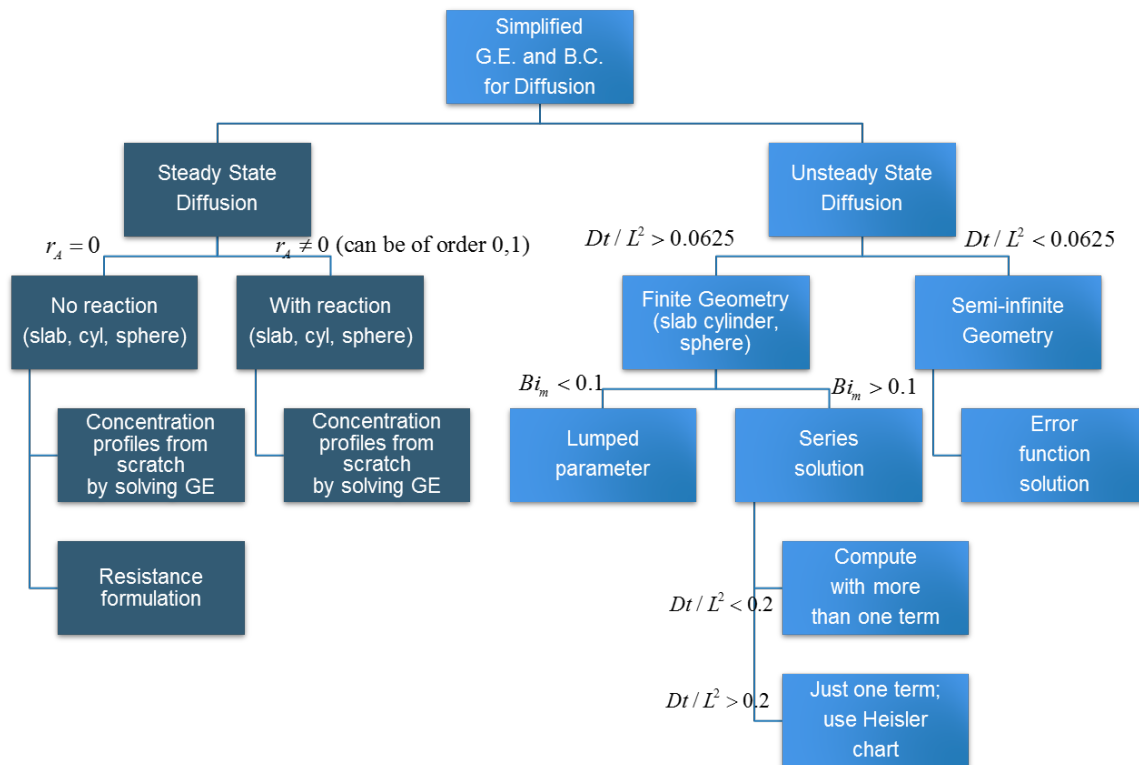 Simplified
G.E. and B.C.
for Diffusion
Steady State
Diffusion
Unsteady State
Diffusion
r_A = 0
r_A ≠ 0 (can be of order 0,1)
Dt / L² > 0.0625
Dt / L² < 0.0625
No reaction
(slab, cyl, sphere)
With reaction
(slab, cyl, sphere)
Finite Geometry
(slab cylinder,
sphere)
Semi-infinite
Geometry
Bi_m < 0.1
Bi_m > 0.1
Concentration
profiles from
scratch
by solving GE
Concentration
profiles from
scratch
by solving GE
Lumped
parameter
Series
solution
Error
function
solution
Resistance
formulation
Dt / L² < 0.2
Compute
with more
than one term
Dt / L² > 0.2
Just one term;
use Heisler
chart